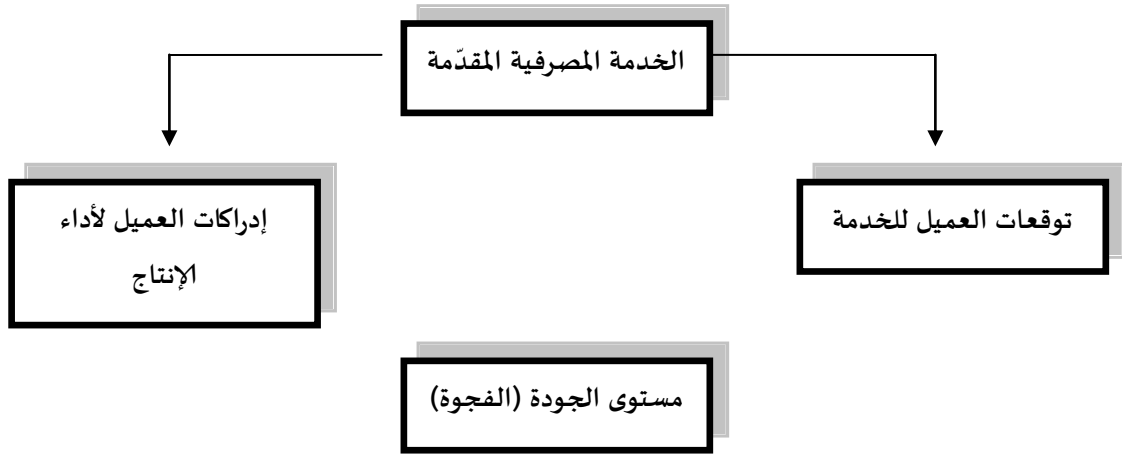 الخدمة المصرفية المقدّمة
توقعات العميل للخدمة
إدراكات العميل لأداء
الإنتاج
مستوى الجودة (الفجوة)